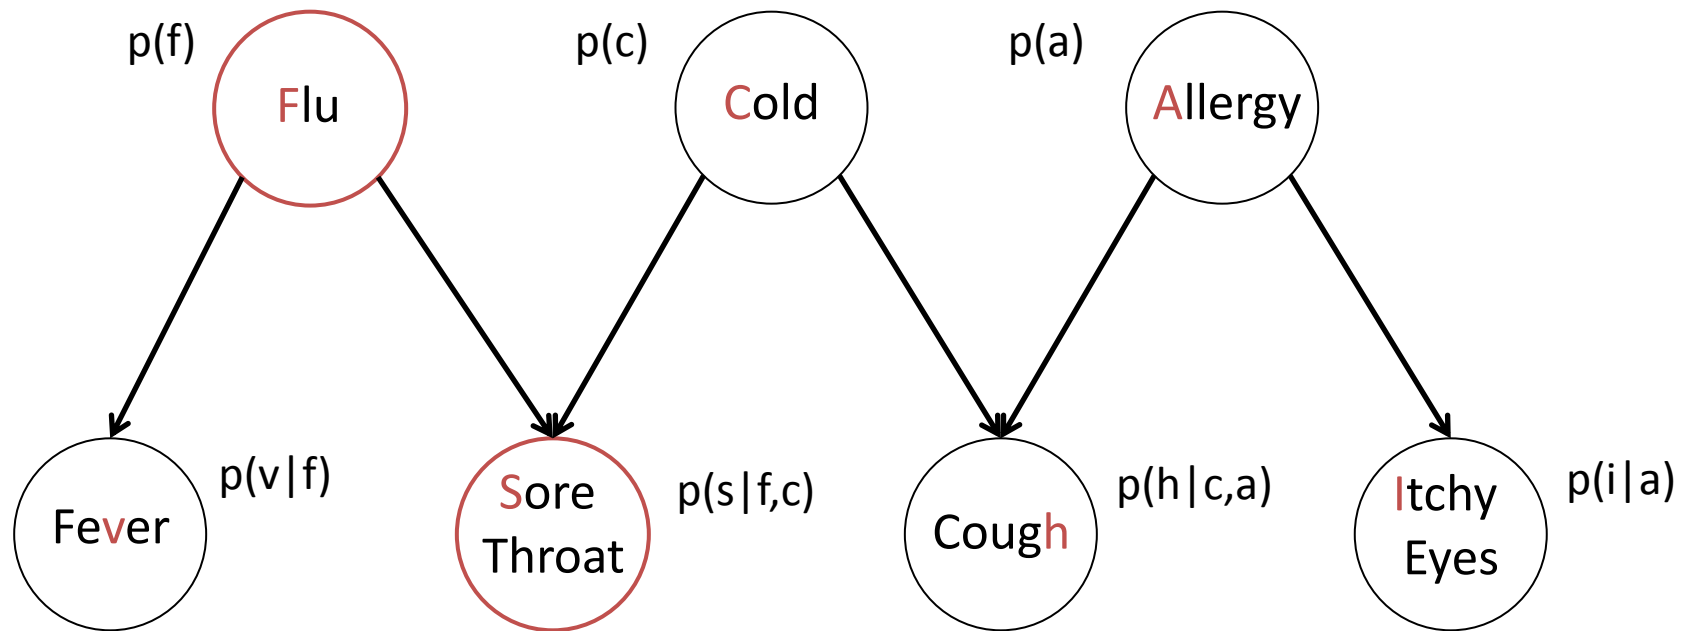 p(f)
Flu
p(c)
Cold
p(a)
Allergy
Fever
p(v|f)
Sore
Throat
p(s|f,c)
Cough
p(h|c,a)
Itchy
Eyes
p(i|a)